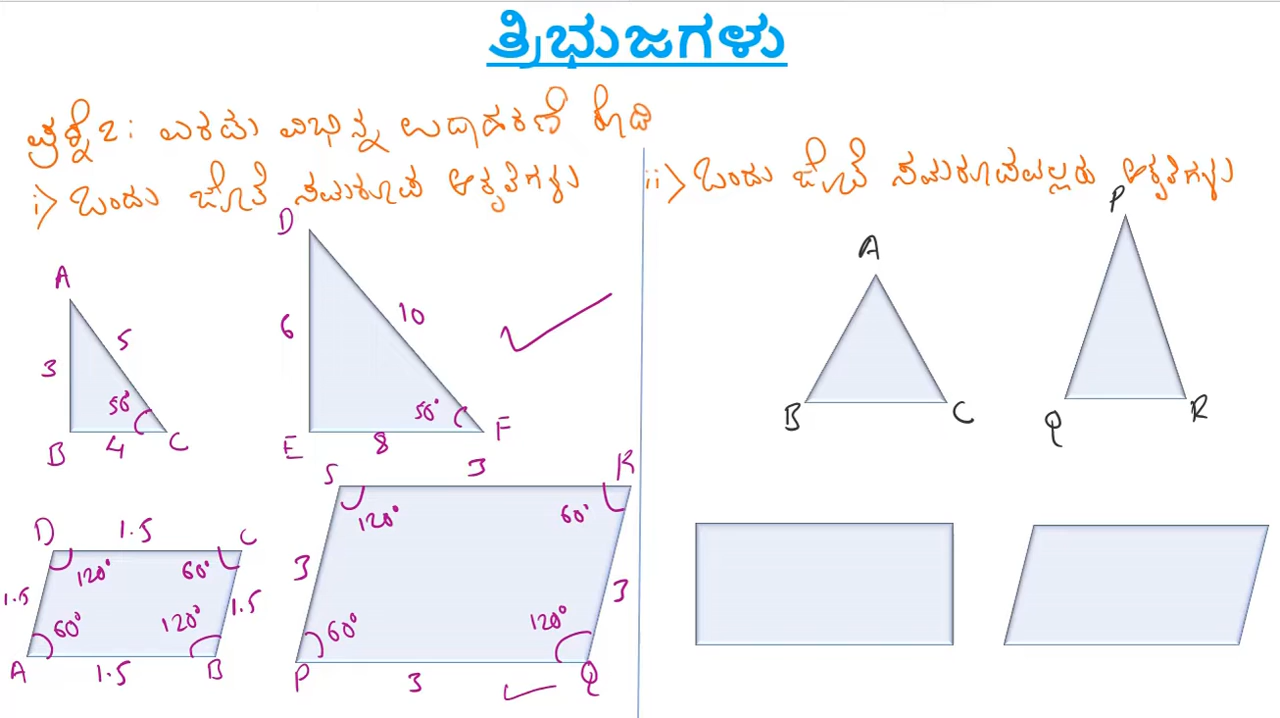 ತ್ರಿಭುಜಗಳು
ಪ್ರಶ್ನೆ 2: ಎರಡು ವಿಭಿನ್ನ ಉದಾಹರಣೆ ಕೊಡಿ
i) ಒಂದು ಜೊತೆ ಸಮರೂಪ ಆಕೃತಿಗಳು
D
A
3
5
50°
B
4
C
6
10
50°
E
8
F
D
1.5
C
120°
60°
1.5
1.5
60°
120°
A
1.5
B
S
3
R
120°
60°
3
3
60°
120°
P
3
Q
ii) ಒಂದು ಜೊತೆ ಸಮರೂಪವಲ್ಲದ ಆಕೃತಿಗಳು
A
B
C
P
Q
R